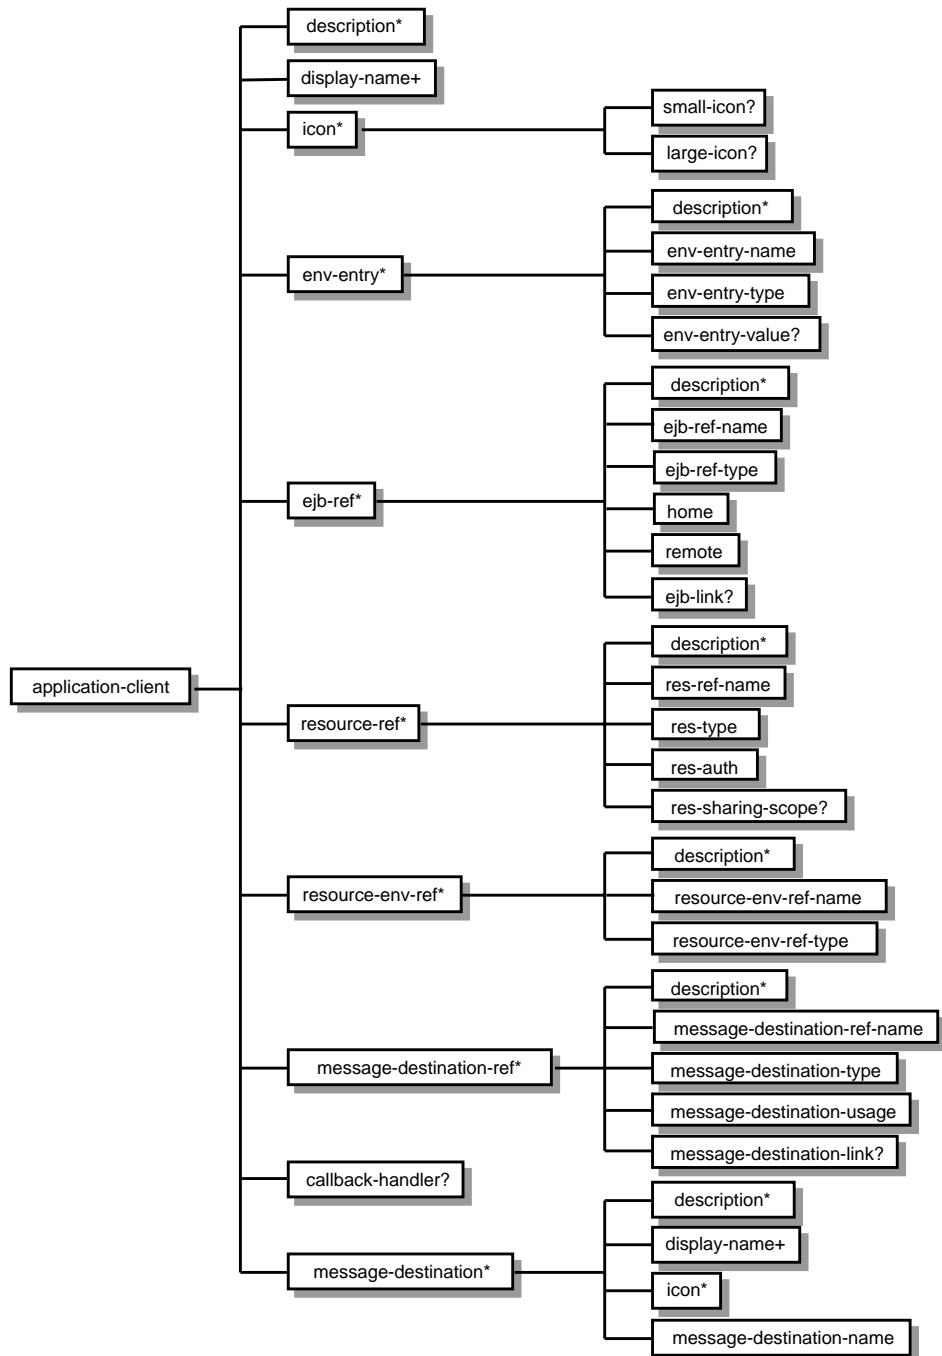 description*
display-name+
icon*
small-icon?
large-icon?
env-entry*
description*
env-entry-name
env-entry-type
env-entry-value?
ejb-ref*
description*
ejb-ref-name
ejb-ref-type
home
remote
ejb-link?
application-client
resource-ref*
description*
res-ref-name
res-type
res-auth
res-sharing-scope?
resource-env-ref*
description*
resource-env-ref-name
resource-env-ref-type
message-destination-ref*
description*
message-destination-ref-name
message-destination-type
message-destination-usage
message-destination-link?
callback-handler?
message-destination*
description*
display-name+
icon*
message-destination-name